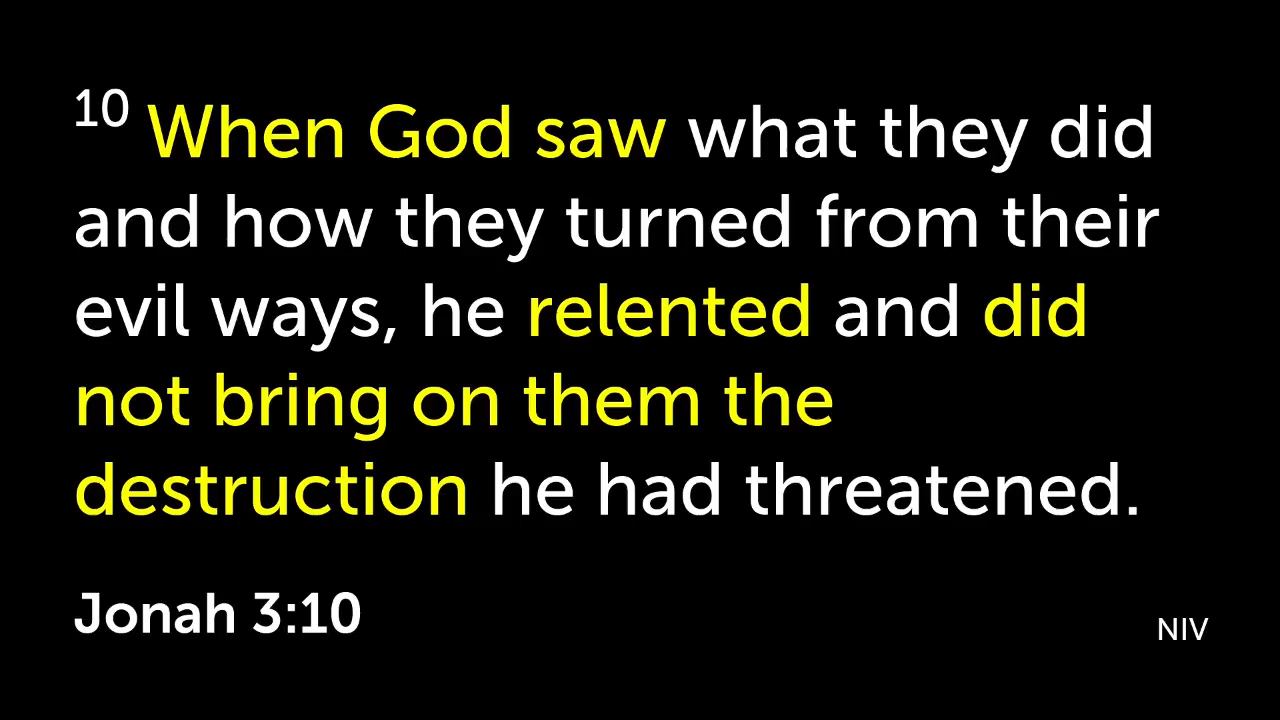 10 When God saw what they did
and how they turned from their
evil ways, he relented and did
not bring on them the
destruction he had threatened.
Jonah 3:10
NIV